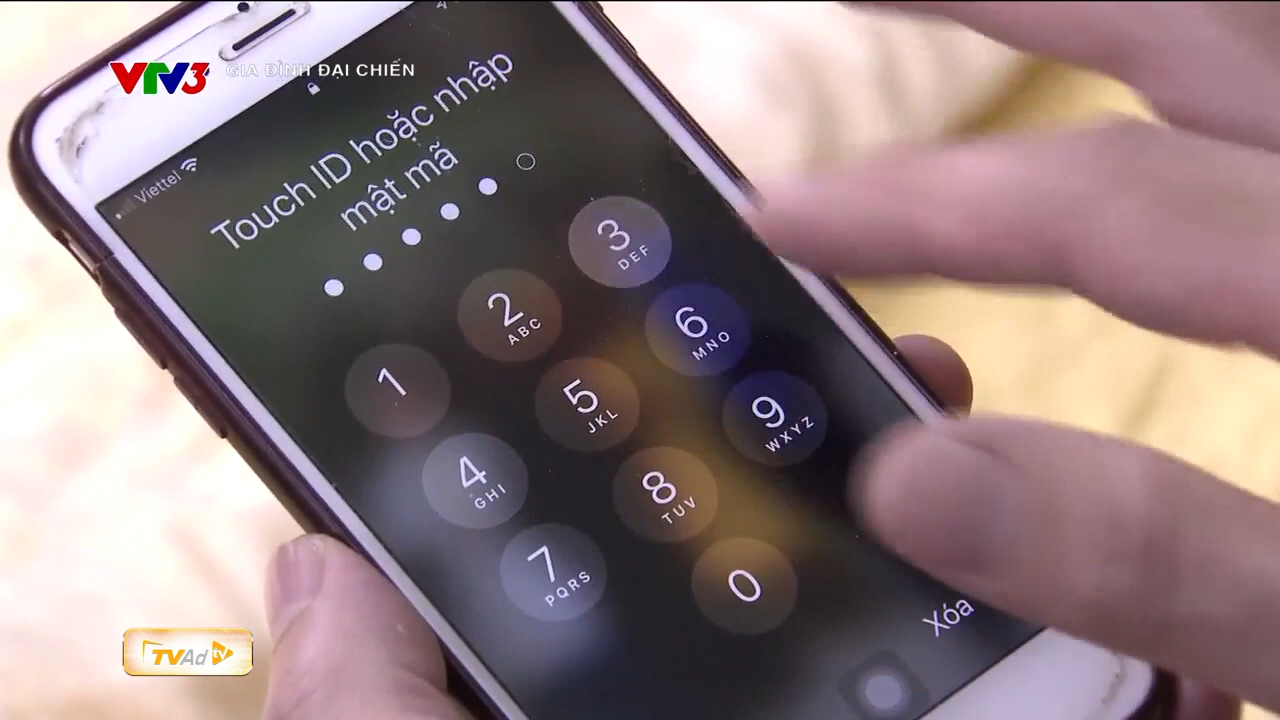 VTV3
GIA ĐÌNH ĐẠI CHIẾN
Viettel
Touch ID hoặc nhập
mật mã
1
2
ABC
3
DEF
4
GHI
5
JKL
6
MNO
7
PQRS
8
TUV
9
WXYZ
0
Xóa
TVAd tv